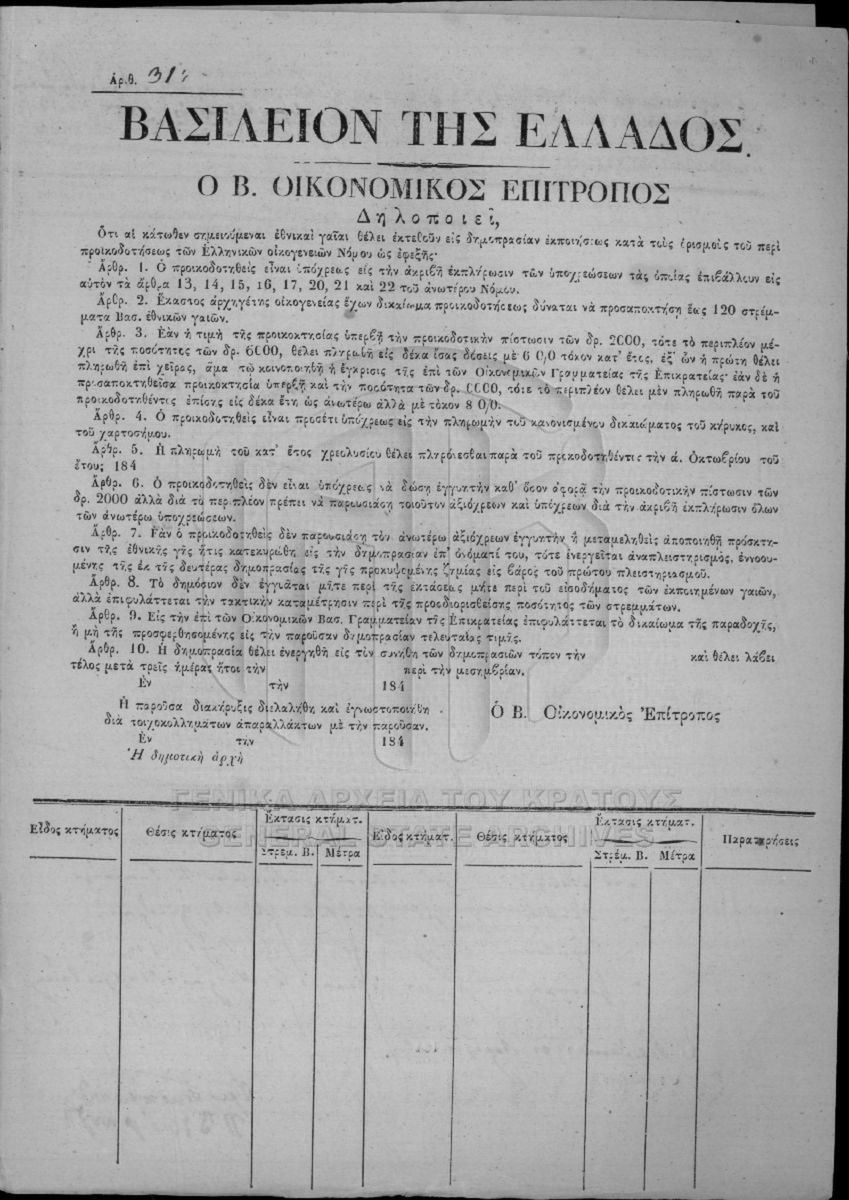 Ἀρ.θ. 31
ΒΑΣΙΛΕΙΟΝ ΤΗΣ ΕΛΛΑΔΟΣ.
Ο Β. ΟΙΚΟΝΟΜΙΚΟΣ ΕΠΙΤΡΟΠΟΣ
Δηλοποιεῖ,
Ὅτι αἱ κάτωθεν σημειούμεναι ἐθνικαὶ γαῖαι θέλει ἐκτεθοῦν εἰς δημοπρασίαν ἐκποιήσεως κατὰ τοὺς ὁρισμοὺς τοῦ περὶ
προικοδοτήσεως τῶν Ἑλληνικῶν οἰκογενειῶν Νόμου ὡς ἐφεξῆς·
Ἄρθρ. 1. Ὁ προικοδοτηθεὶς εἶναι ὑπόχρεως εἰς τὴν ἀκριβῆ ἐκπλήρωσιν τῶν ὑποχρεώσεων τὰς ὁποίας ἐπιβάλλουν εἰς
αὐτὸν τὰ ἄρθρα 13, 14, 15, 16, 17, 20, 21 καὶ 22 τοῦ ἀνωτέρου Νόμου.
Ἄρθρ. 2. Ἕκαστος ἀρχηγέτης οἰκογενείας ἔχων δικαίωμα προικοδοτήσεως δύναται νὰ προσαποκτήσῃ ἕως 120 στρέμ-
ματα Βασ. ἐθνικῶν γαιῶν.
Ἄρθρ. 3. Ἐὰν ἡ τιμὴ τῆς προικοκτησίας ὑπερβῇ τὴν προικοδοτικὴν πίστωσιν τῶν δρ. 2000, τότε τὸ περιπλέον μέ-
χρι τῆς ποσότητος τῶν δρ. 6000, θέλει πληρωθῆ εἰς δέκα ἴσας δόσεις μὲ 6 0/0 τόκον κατ' ἔτος, ἐξ' ὧν ἡ πρώτη θέλει
πληρωθῆ ἐπὶ χεῖρας, ἅμα τῷ κοινοποιηθῇ ἡ ἔγκρισις τῆς ἐπὶ τῶν Οἰκονομικῶν Γραμματείας τῆς Ἐπικρατείας· ἐὰν δὲ ἡ
προσαποκτηθεῖσα προικοκτησία ὑπερβῇ καὶ τὴν ποσότητα τῶν δρ. 6000, τότε τὸ περιπλέον θέλει μὲν πληρωθῆ παρὰ τοῦ
προικοδοτηθέντος ἐπίσης εἰς δέκα ἔτη ὡς ἀνωτέρω ἀλλὰ μὲ τόκον 8 0/0.
Ἄρθρ. 4. Ὁ προικοδοτηθεὶς εἶναι προσέτι ὑπόχρεως εἰς τὴν πληρωμὴν τοῦ κανονισμένου δικαιώματος τοῦ κήρυκος, καὶ
τοῦ χαρτοσήμου.
Ἄρθρ. 5. Ἡ πληρωμὴ τοῦ κατ' ἔτος χρεολυσίου θέλει πληρόεσθαι παρὰ τοῦ προικοδοτηθέντος τὴν ά. Ὀκτωβρίου τοῦ
ἔτους 184
Ἄρθρ. 6. Ὁ προικοδοτηθεὶς δὲν εἶναι ὑπόχρεως νὰ δώσῃ ἐγγυητὴν καθ' ὅσον ἀφορᾷ τὴν προικοδοτικὴν πίστωσιν τῶν
δρ. 2000 ἀλλὰ διὰ τὸ περιπλέον πρέπει νὰ παρουσιάσῃ τοιοῦτον ἀξιόχρεων καὶ ὑπόχρεων διὰ τὴν ἀκριβῆ ἐκπλήρωσιν ὅλων
τῶν ἀνωτέρω ὑποχρεώσεων.
Ἄρθρ. 7. Ἐὰν ὁ προικοδοτηθεὶς δὲν παρουσιάσῃ τὸν ἀνωτέρω ἀξιόχρεων ἐγγυητὴν ἢ μεταμεληθεὶς ἀποποιηθῇ πρόσκτη-
σιν τῆς ἐθνικῆς γῆς ἥτις κατεκυρώθη εἰς τὴν δημοπρασίαν ἐπ' ὀνόματί του, τότε ἐνεργεῖται ἀναπλειστηρισμός, ἐννοου-
μένης τῆς ἐκ τῆς δευτέρας δημοπρασίας τῆς γῆς προκυψομένης ζημίας εἰς βάρος τοῦ πρώτου πλειστηριασμοῦ.
Ἄρθρ. 8. Τὸ δημόσιον δὲν ἐγγυᾶται μήτε περὶ τῆς ἐκτάσεως μήτε περὶ τοῦ εἰσοδήματος τῶν ἐκποιημένων γαιῶν,
ἀλλὰ ἐπιφυλάττεται τὴν τακτικὴν καταμέτρησιν περὶ τῆς προεδιορισθείσης ποσότητος τῶν στρεμμάτων.
Ἄρθρ. 9. Εἰς τὴν ἐπὶ τῶν Οἰκονομικῶν Βασ. Γραμματείαν τῆς Ἐπικρατείας ἐπιφυλάττεται τὸ δικαίωμα τῆς παραδοχῆς,
ἢ μὴ τῆς προσφερθησομένης εἰς τὴν παροῦσαν δημοπρασίαν τελευταίας τιμῆς.
Ἄρθρ. 10. Ἡ δημοπρασία θέλει ἐνεργηθῆ εἰς τὸν συνήθη τῶν δημοπρασιῶν τόπον τὴν καὶ θέλει λάβει
τέλος μετὰ τρεῖς ἡμέρας ἤτοι τὴν περὶ τὴν μεσημβρίαν.
Ἐν τὴν 184
Ἡ παροῦσα διακήρυξις διελαλήθη καὶ ἐγνωστοποιήθη
διὰ τοιχοκολλημάτων ἀπαραλλάκτων μὲ τὴν παροῦσαν.
Ἐν τὴν 184
Ἡ δημοτικὴ ἀρχὴ
Ὁ Β. Οἰκονομικὸς Ἐπίτροπος
ΓΕΝΙΚΑ ΑΡΧΕΙΑ ΤΟΥ ΚΡΑΤΟΥΣ
GENERAL STATE ARCHIVES
Εἶδος κτήματος Θέσις κτήματος Ἔκτασις κτήματ. Εἶδος κτήματ. Θέσις κτήματος Ἔκτασις κτήματ. Παρατηρήσεις
Στρέμ. Β. Μέτρα Στρέμ. Β. Μέτρα